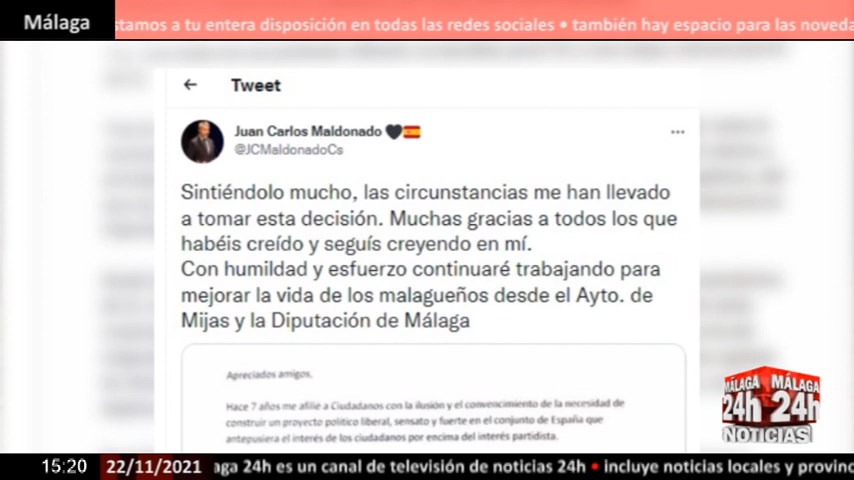 Málaga
stamos a tu entera disposición en todas las redes sociales • también hay espacio para las noveda
Tweet
Juan Carlos Maldonado
@JCMaldonadoCs
Sintiéndolo mucho, las circunstancias me han llevado
a tomar esta decisión. Muchas gracias a todos los que
habéis creído y seguís creyendo en mí.
Con humildad y esfuerzo continuaré trabajando para
mejorar la vida de los malagueños desde el Ayto. de
Mijas y la Diputación de Málaga
Apreciados amigos,
Hace 7 años me afilie a Ciudadanos con la ilusión y el convencimiento de la necesidad de
construir un proyecto político liberal, sensato y fuerte en el conjunto de España que
antepusiera el interés de los ciudadanos por encima del interés partidista.
MÁLAGA MÁLAGA
24h 24h
NOTICIAS
15:20 22/11/2021 aga 24h es un canal de televisión de noticias 24h • incluye noticias locales y provinc